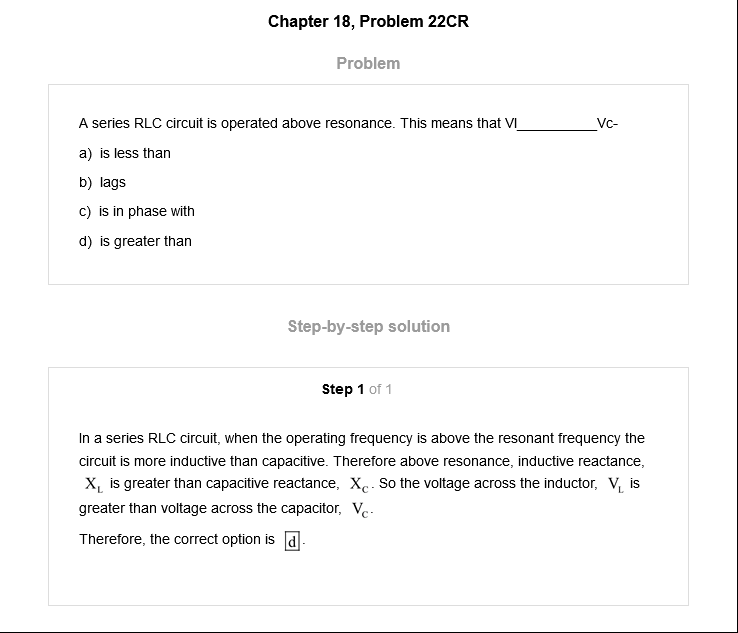 Chapter 18, Problem 22CR
Problem
A series RLC circuit is operated above resonance. This means that Vl__________Vc-
a) is less than
b) lags
c) is in phase with
d) is greater than
Step-by-step solution
Step 1 of 1
In a series RLC circuit, when the operating frequency is above the resonant frequency the
circuit is more inductive than capacitive. Therefore above resonance, inductive reactance,
X_L is greater than capacitive reactance, X_C. So the voltage across the inductor, V_L is
greater than voltage across the capacitor, V_C.
Therefore, the correct option is d.